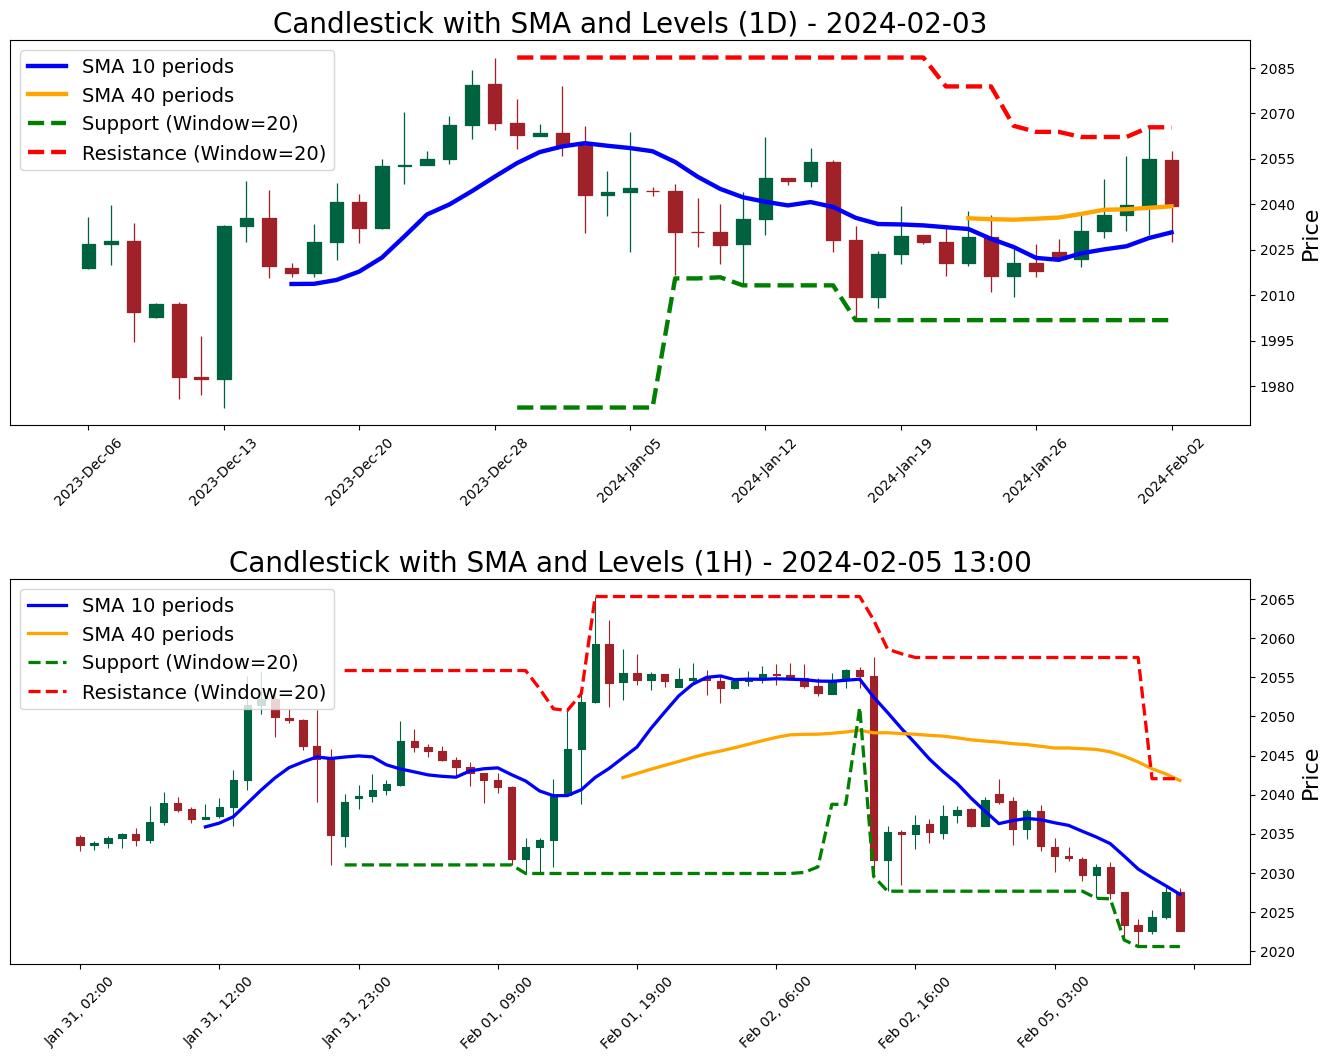 Candlestick with SMA and Levels (1D) - 2024-02-03
SMA 10 periods
SMA 40 periods
Support (Window=20)
Resistance (Window=20)
2085
2070
2055
2040
2025
2010
1995
1980
Price
2023-Dec-06
2023-Dec-13
2023-Dec-20
2023-Dec-28
2024-Jan-05
2024-Jan-12
2024-Jan-19
2024-Jan-26
2024-Feb-02
Candlestick with SMA and Levels (1H) - 2024-02-05 13:00
SMA 10 periods
SMA 40 periods
Support (Window=20)
Resistance (Window=20)
2065
2060
2055
2050
2045
2040
2035
2030
2025
2020
Price
Jan 31, 02:00
Jan 31, 12:00
Jan 31, 23:00
Feb 01, 09:00
Feb 01, 19:00
Feb 02, 06:00
Feb 02, 16:00
Feb 05, 03:00